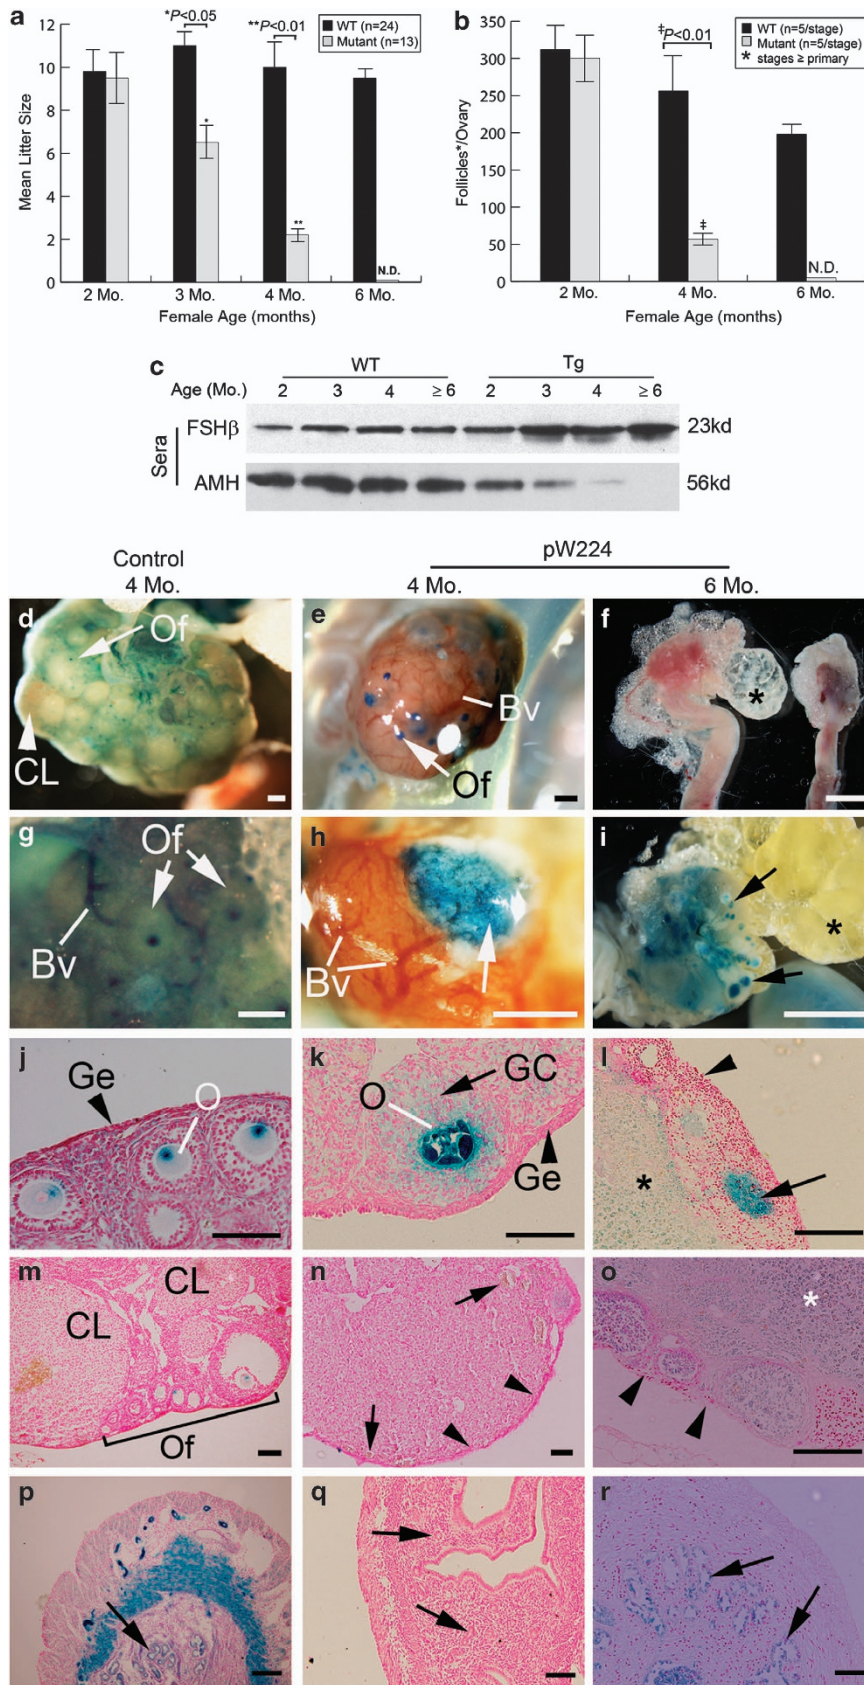 a
*P<0.05
**P<0.01
WT (n=24)
Mutant (n=13)
Mean Litter Size
12
10
8
6
4
2
0
*
**
N.D.
2 Mo. 3 Mo. 4 Mo. 6 Mo.
Female Age (months)
b
‡P<0.01
WT (n=5/stage)
Mutant (n=5/stage)
* stages ≥ primary
Follicles*/Ovary
350
300
250
200
150
100
50
0
‡
N.D.
2 Mo. 4 Mo. 6 Mo.
Female Age (months)
c
WT Tg
Age (Mo.) 2 3 4 ≥ 6 2 3 4 ≥ 6
Sera
FSHβ 23kd
AMH 56kd
Control
4 Mo.
pW224
4 Mo. 6 Mo.
d Of CL
e Bv Of
f *
g Of Bv
h Bv
i *
j Ge O
k GC O Ge
l *
m CL CL Of
n
o *
p
q
r